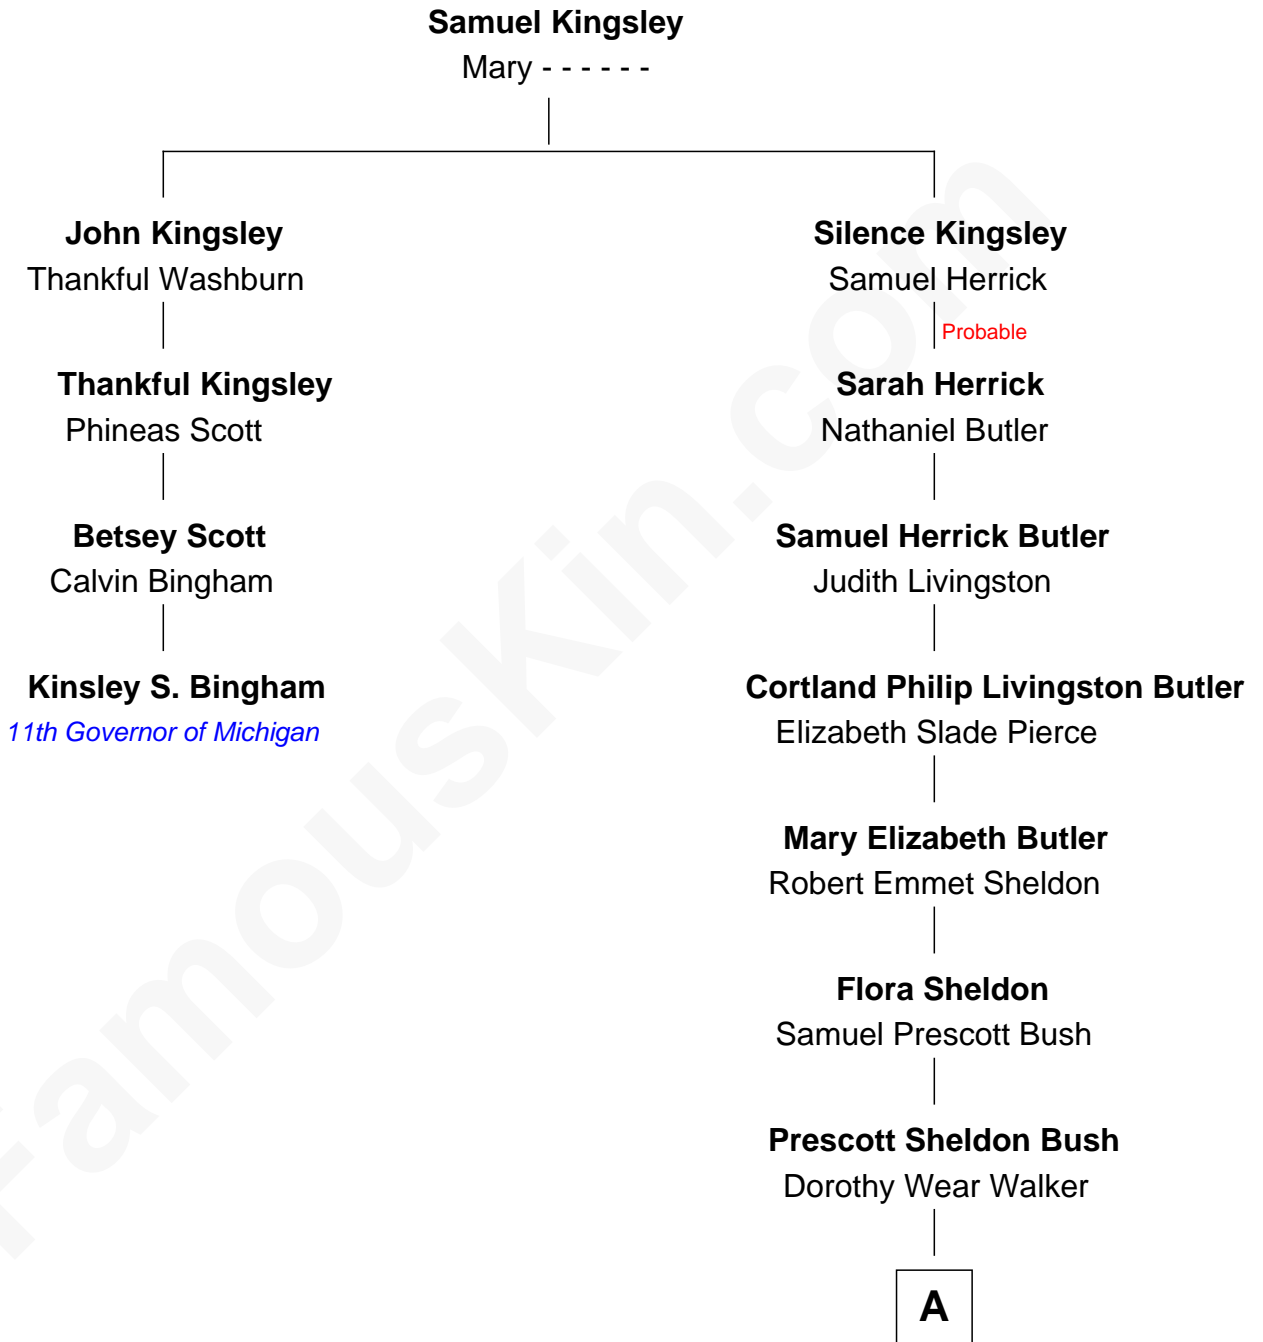 Samuel Kingsley
Mary - - - - - -
John Kingsley
Thankful Washburn
Silence Kingsley
Samuel Herrick
Probable
Thankful Kingsley
Phineas Scott
Sarah Herrick
Nathaniel Butler
Betsey Scott
Calvin Bingham
Samuel Herrick Butler
Judith Livingston
Kinsley S. Bingham
11th Governor of Michigan
Cortland Philip Livingston Butler
Elizabeth Slade Pierce
Mary Elizabeth Butler
Robert Emmet Sheldon
Flora Sheldon
Samuel Prescott Bush
Prescott Sheldon Bush
Dorothy Wear Walker
A
FamousKin.com